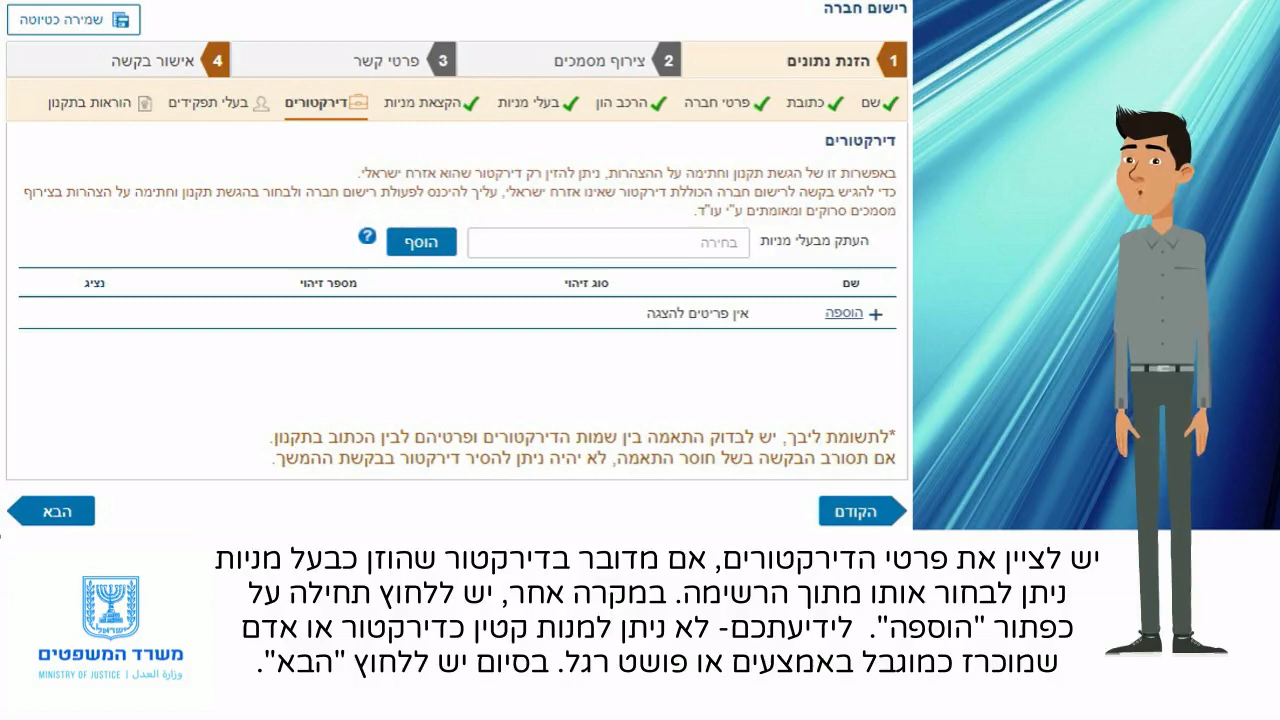 רישום חברה
שמירה כטיוטה
1 הזנת נתונים
2 צירוף מסמכים
3 פרטי קשר
4 אישור בקשה
שם
כתובת
פרטי חברה
הרכב הון
בעלי מניות
הקצאת מניות
דירקטורים
בעלי תפקידים
הוראות בתקנון
דירקטורים
באפשרות זו של הגשת תקנון וחתימה על ההצהרות, ניתן להזין רק דירקטור שהוא אזרח ישראלי.
כדי להגיש בקשה לרישום חברה הכוללת דירקטור שאינו אזרח ישראלי, עליך להיכנס לפעולת רישום חברה ולבחור בהגשת תקנון וחתימה על הצהרות בצירוף
מסמכים סרוקים ומאומתים ע"י עו"ד.
העתק מבעלי מניות
בחירה
הוסף
?
שם סוג זיהוי מספר זיהוי נציג
+ הוספה אין פריטים להצגה
*לתשומת ליבך, יש לבדוק התאמה בין שמות הדירקטורים ופרטיהם לבין הכתוב בתקנון.
אם תסורב הבקשה בשל חוסר התאמה, לא יהיה ניתן להסיר דירקטור בבקשת ההמשך.
הקודם
הבא
יש לציין את פרטי הדירקטורים, אם מדובר בדירקטור שהוזן כבעל מניות
ניתן לבחור אותו מתוך הרשימה. במקרה אחר, יש ללחוץ תחילה על
כפתור "הוספה". לידיעתכם- לא ניתן למנות קטין כדירקטור או אדם
שמוכרז כמוגבל באמצעים או פושט רגל. בסיום יש ללחוץ "הבא".
ישראל
משרד המשפטים
MINISTRY OF JUSTICE | وزارة العدل